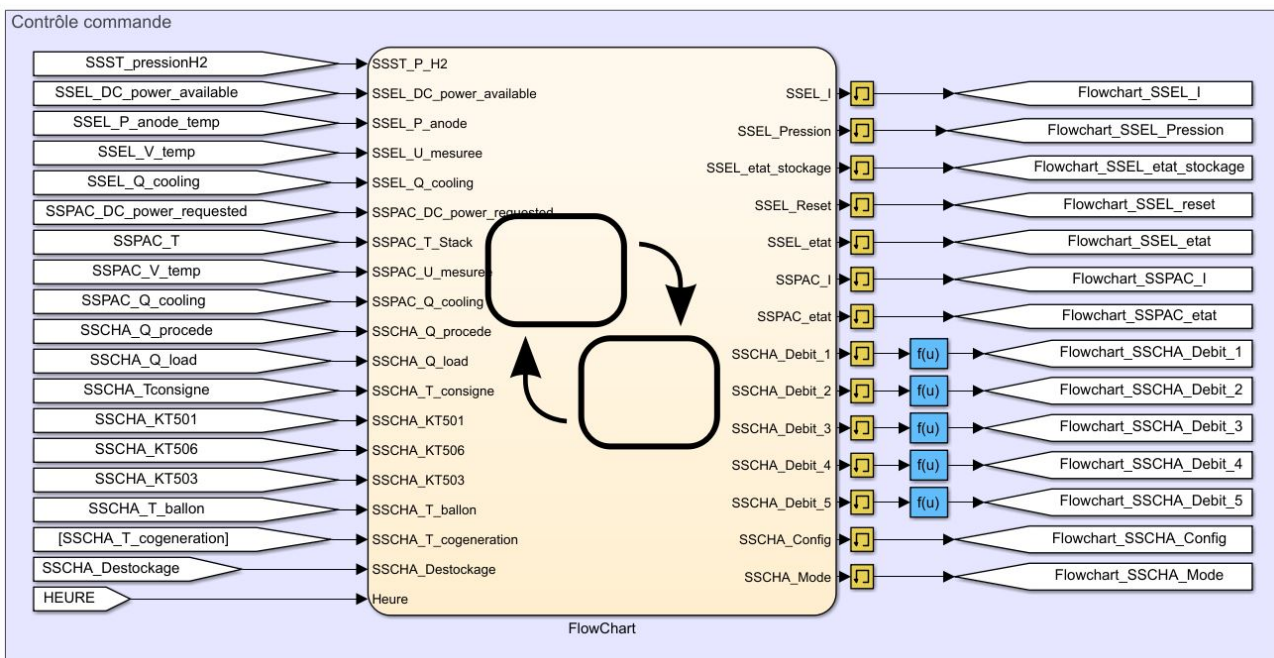 Contrôle commande
SSST_pressionH2
SSEL_DC_power_available
SSEL_P_anode_temp
SSEL_V_temp
SSEL_Q_cooling
SSPAC_DC_power_requested
SSPAC_T
SSPAC_V_temp
SSPAC_Q_cooling
SSCHA_Q_procede
SSCHA_Q_load
SSCHA_Tconsigne
SSCHA_KT501
SSCHA_KT506
SSCHA_KT503
SSCHA_T_ballon
[SSCHA_T_cogeneration]
SSCHA_Destockage
HEURE
SSST_P_H2
SSEL_DC_power_available
SSEL_P_anode
SSEL_U_mesuree
SSEL_Q_cooling
SSPAC_DC_power_requested
SSPAC_T_Stack
SSPAC_U_mesuree
SSPAC_Q_cooling
SSCHA_Q_procede
SSCHA_Q_load
SSCHA_T_consigne
SSCHA_KT501
SSCHA_KT506
SSCHA_KT503
SSCHA_T_ballon
SSCHA_T_cogeneration
SSCHA_Destockage
Heure
SSEL_I
SSEL_Pression
SSEL_etat_stockage
SSEL_Reset
SSEL_etat
SSPAC_I
SSPAC_etat
SSCHA_Debit_1
SSCHA_Debit_2
SSCHA_Debit_3
SSCHA_Debit_4
SSCHA_Debit_5
SSCHA_Config
SSCHA_Mode
f(u)
f(u)
f(u)
f(u)
f(u)
Flowchart_SSEL_I
Flowchart_SSEL_Pression
Flowchart_SSEL_etat_stockage
Flowchart_SSEL_reset
Flowchart_SSEL_etat
Flowchart_SSPAC_I
Flowchart_SSPAC_etat
Flowchart_SSCHA_Debit_1
Flowchart_SSCHA_Debit_2
Flowchart_SSCHA_Debit_3
Flowchart_SSCHA_Debit_4
Flowchart_SSCHA_Debit_5
Flowchart_SSCHA_Config
Flowchart_SSCHA_Mode
FlowChart